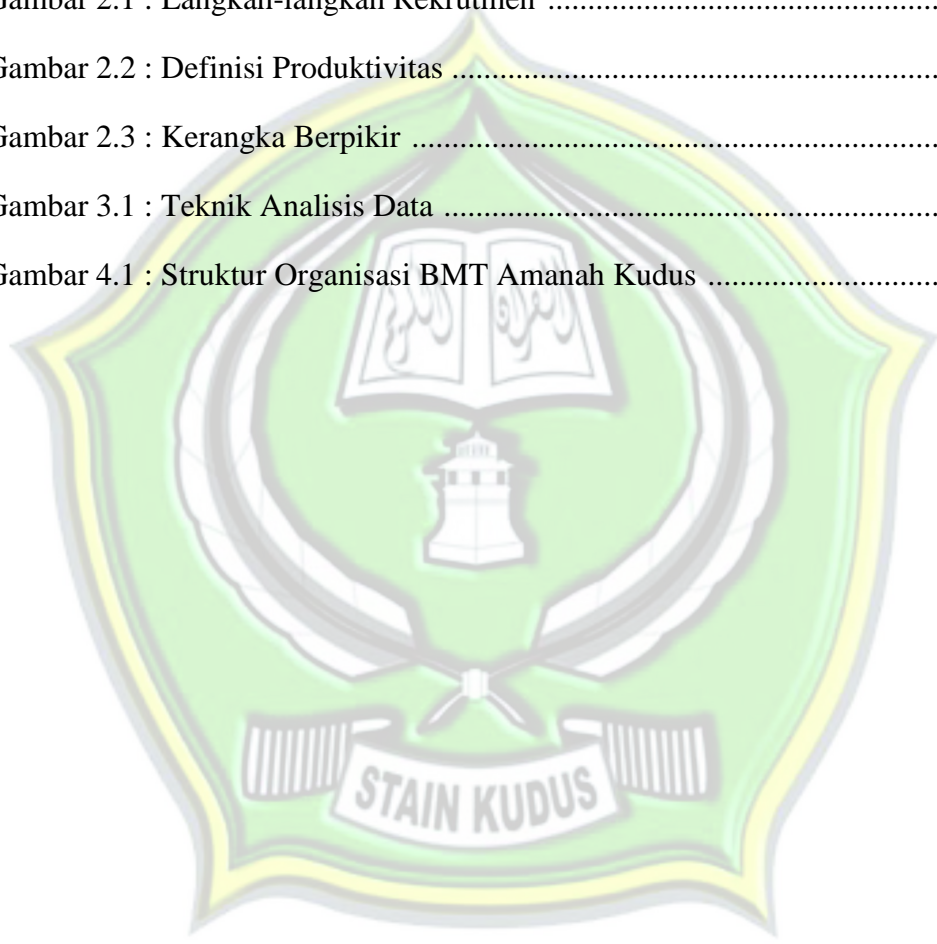 Gambar 2.1 : Langkah-langkah Rekrutmen ................................................
Gambar 2.2 : Definisi Produktivitas ............................................................
Gambar 2.3 : Kerangka Berpikir .................................................................
Gambar 3.1 : Teknik Analisis Data .............................................................
Gambar 4.1 : Struktur Organisasi BMT Amanah Kudus ............................
STAIN KUDUS